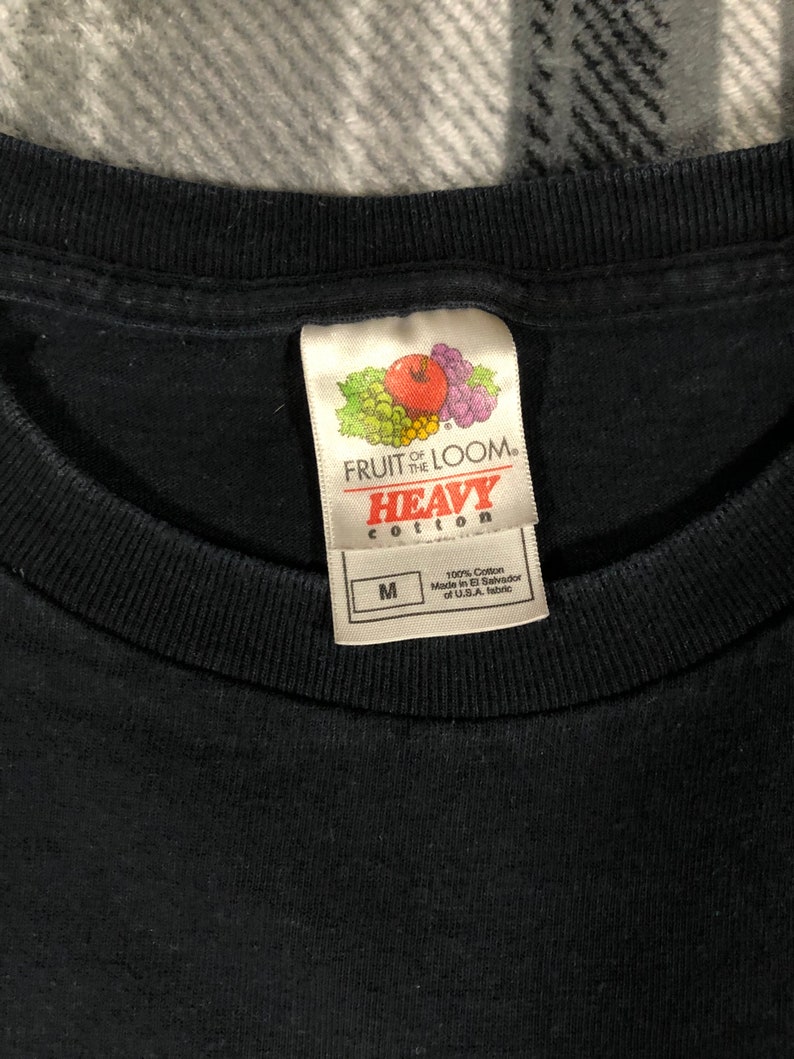 ®
FRUIT OF THE LOOM®
HEAVY
cotton
M
100% Cotton
Made in El Salvador
of U.S.A. fabric